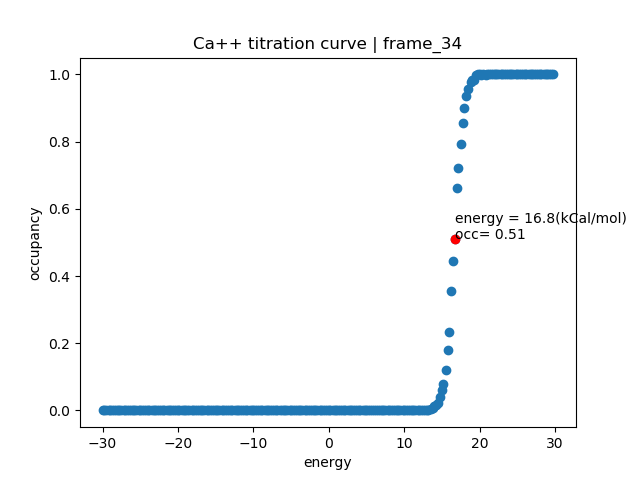 Ca++ titration curve | frame_34
1.0
0.8
0.6
0.4
0.2
0.0
occupancy
energy = 16.8(kCal/mol)
occ= 0.51
−30
−20
−10
0
10
20
30
energy